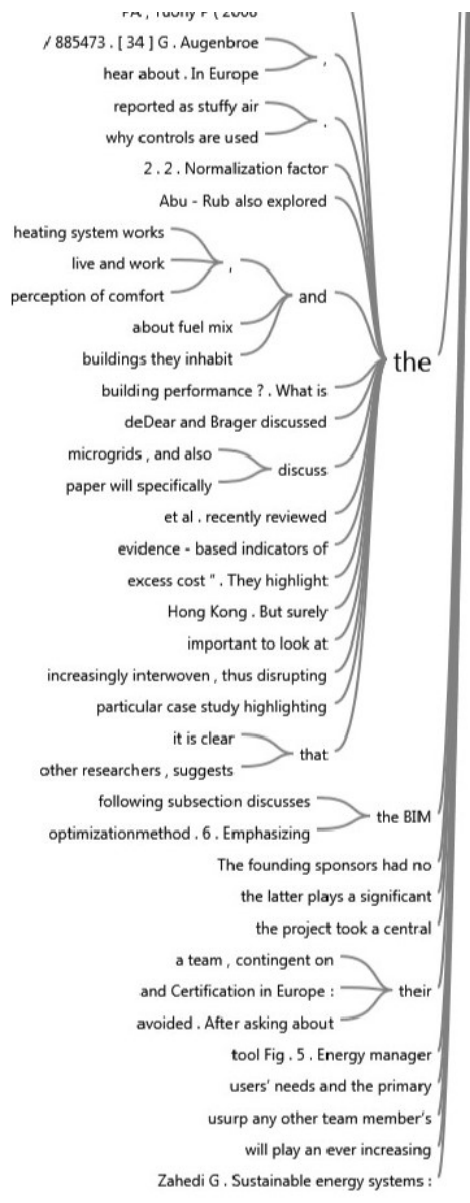 / 885473 . [ 34 ] G . Augenbroe
,
hear about . In Europe
reported as stuffy air
.
why controls are used
2 . 2 . Normalization factor
Abu - Rub also explored
heating system works
live and work
,
perception of comfort
and
about fuel mix
buildings they inhabit
the
building performance ? . What is
deDear and Brager discussed
microgrids , and also
discuss
paper will specifically
et al . recently reviewed
evidence - based indicators of
excess cost " . They highlight
Hong Kong . But surely
important to look at
increasingly interwoven , thus disrupting
particular case study highlighting
it is clear
that
other researchers , suggests
following subsection discusses
the BIM
optimizationmethod . 6 . Emphasizing
The founding sponsors had no
the latter plays a significant
the project took a central
a team , contingent on
and Certification in Europe :
their
avoided . After asking about
tool Fig . 5 . Energy manager
users' needs and the primary
usurp any other team member's
will play an ever increasing
Zahedi G . Sustainable energy systems :